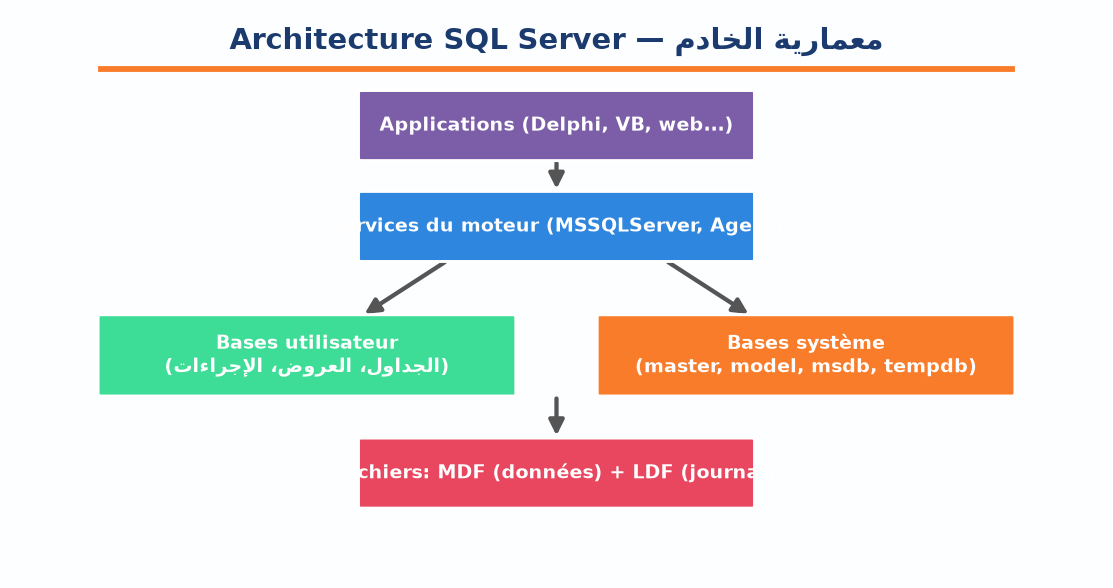 Architecture SQL Server — معمارية الخادم
Applications (Delphi, VB, web...)
rvices du moteur (MSSQLServer, Age
Bases utilisateur
(الجداول، العروض، الإجراءات)
Bases système
(master, model, msdb, tempdb)
chiers: MDF (données) + LDF (journa